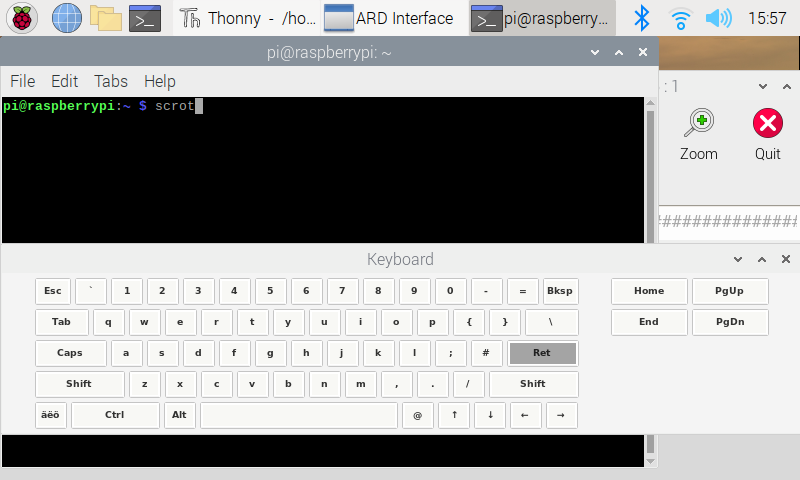 Thonny - /ho... ARD Interface pi@raspberry... 15:57
pi@raspberrypi: ~
File Edit Tabs Help
: 1
pi@raspberrypi:~ $ scrot
Zoom Quit
################
Keyboard
Esc ` 1 2 3 4 5 6 7 8 9 0 - = Bksp Home PgUp
Tab q w e r t y u i o p { } \ End PgDn
Caps a s d f g h j k l ; # Ret
Shift z x c v b n m , . / Shift
äëö Ctrl Alt @ ↑ ↓ ← →